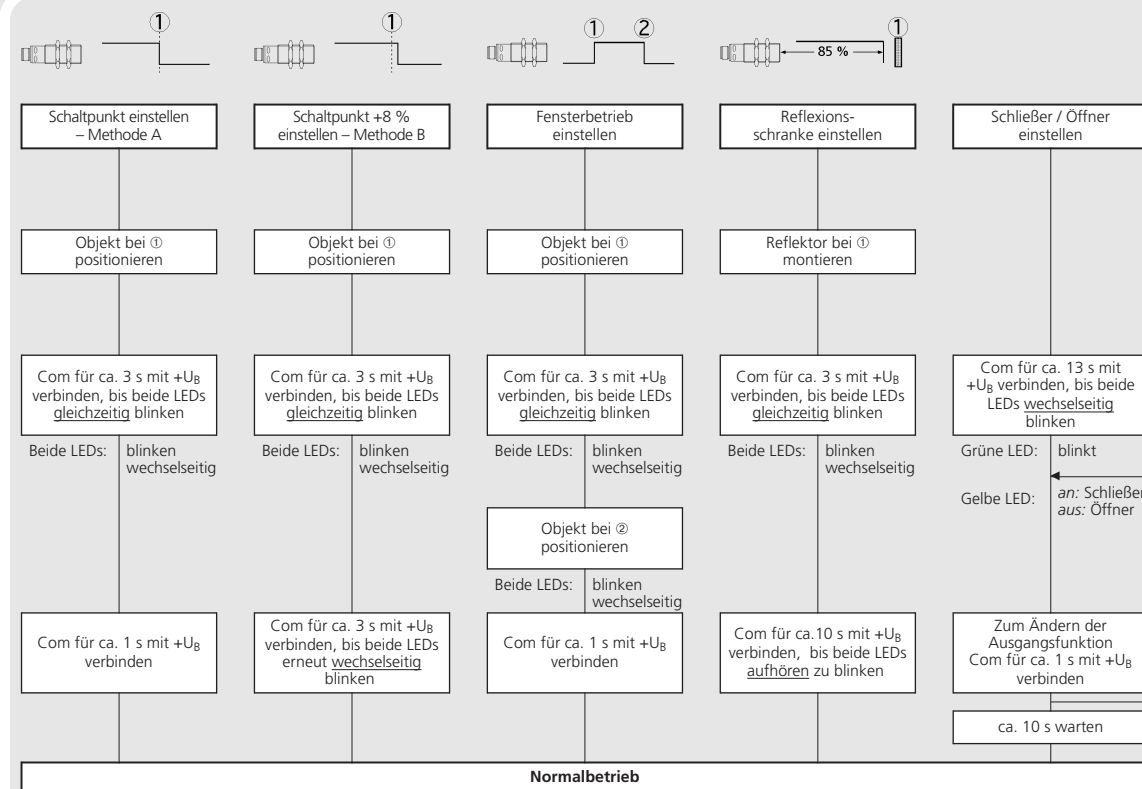 ①
①
① ②
85 %
①
Schaltpunkt einstellen
– Methode A
Schaltpunkt +8 %
einstellen – Methode B
Fensterbetrieb
einstellen
Reflexions-
schranke einstellen
Schließer / Öffner
einstellen
Objekt bei ①
positionieren
Objekt bei ①
positionieren
Objekt bei ①
positionieren
Reflektor bei ①
montieren
Com für ca. 3 s mit +UB
verbinden, bis beide LEDs
gleichzeitig blinken
Com für ca. 3 s mit +UB
verbinden, bis beide LEDs
gleichzeitig blinken
Com für ca. 3 s mit +UB
verbinden, bis beide LEDs
gleichzeitig blinken
Com für ca. 3 s mit +UB
verbinden, bis beide LEDs
gleichzeitig blinken
Com für ca. 13 s mit
+UB verbinden, bis beide
LEDs wechselseitig
blinken
Beide LEDs: blinken
wechselseitig
Beide LEDs: blinken
wechselseitig
Beide LEDs: blinken
wechselseitig
Beide LEDs: blinken
wechselseitig
Grüne LED: blinkt
Gelbe LED: an: Schließer
aus: Öffner
Objekt bei ②
positionieren
Beide LEDs: blinken
wechselseitig
Com für ca. 1 s mit +UB
verbinden
Com für ca. 3 s mit +UB
verbinden, bis beide LEDs
erneut wechselseitig
blinken
Com für ca. 1 s mit +UB
verbinden
Com für ca.10 s mit +UB
verbinden, bis beide LEDs
aufhören zu blinken
Zum Ändern der
Ausgangsfunktion
Com für ca. 1 s mit +UB
verbinden
ca. 10 s warten
Normalbetrieb